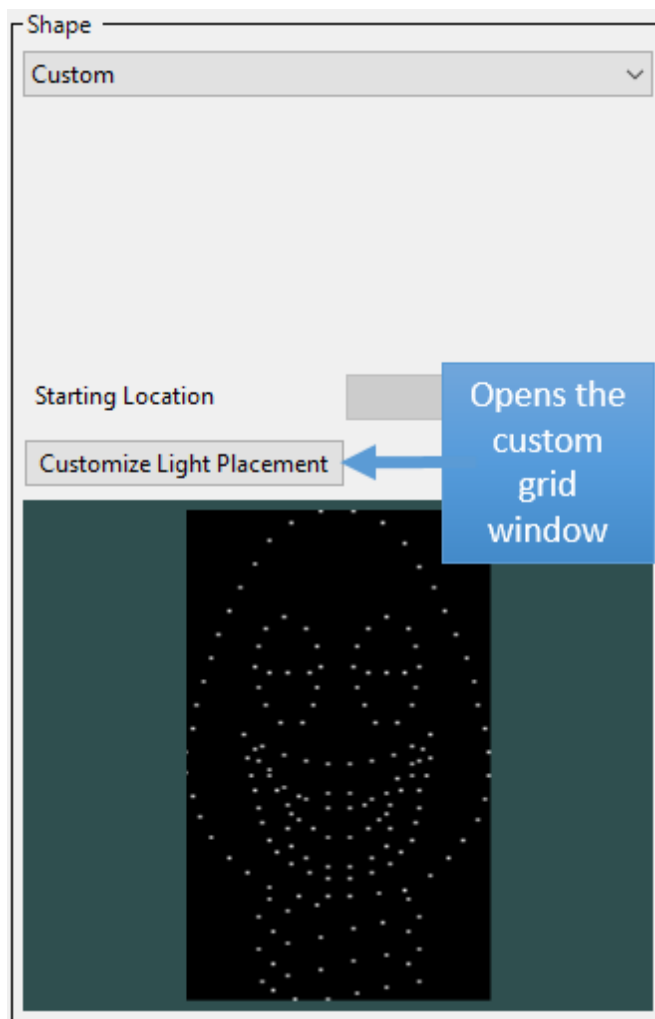 Shape
Custom
Starting Location
Customize Light Placement
Opens the
custom
grid
window